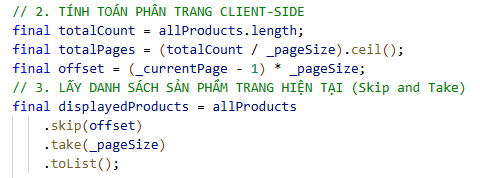 // 2. TÍNH TOÁN PHÂN TRANG CLIENT-SIDE
final totalCount = allProducts.length;
final totalPages = (totalCount / _pageSize).ceil();
final offset = (_currentPage - 1) * _pageSize;
// 3. LẤY DANH SÁCH SẢN PHẨM TRANG HIỆN TẠI (Skip and Take)
final displayedProducts = allProducts
    .skip(offset)
    .take(_pageSize)
    .toList();